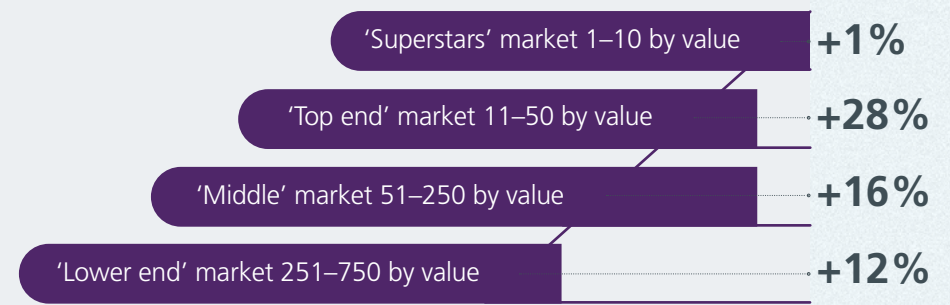 ‘Superstars’ market 1–10 by value +1%
‘Top end’ market 11–50 by value +28%
‘Middle’ market 51–250 by value +16%
‘Lower end’ market 251–750 by value +12%